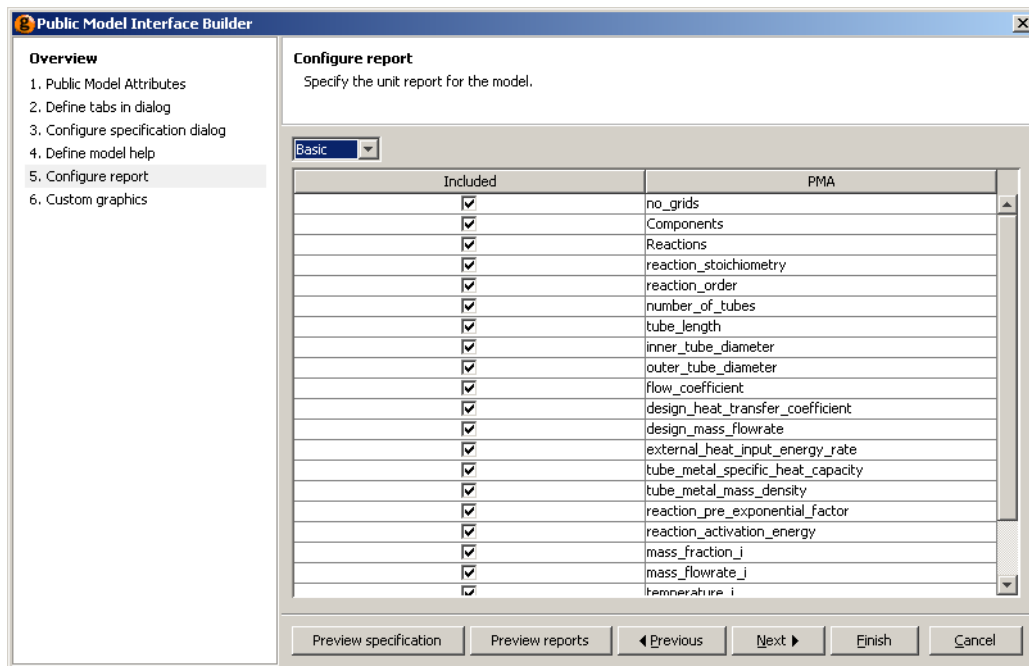 Public Model Interface Builder
Overview
1. Public Model Attributes
2. Define tabs in dialog
3. Configure specification dialog
4. Define model help
5. Configure report
6. Custom graphics
Configure report
Specify the unit report for the model.
Basic
Included PMA
no_grids
Components
Reactions
reaction_stoichiometry
reaction_order
number_of_tubes
tube_length
inner_tube_diameter
outer_tube_diameter
flow_coefficient
design_heat_transfer_coefficient
design_mass_flowrate
external_heat_input_energy_rate
tube_metal_specific_heat_capacity
tube_metal_mass_density
reaction_pre_exponential_factor
reaction_activation_energy
mass_fraction_i
mass_flowrate_i
temperature_i
Preview specification Preview reports Previous Next Finish Cancel